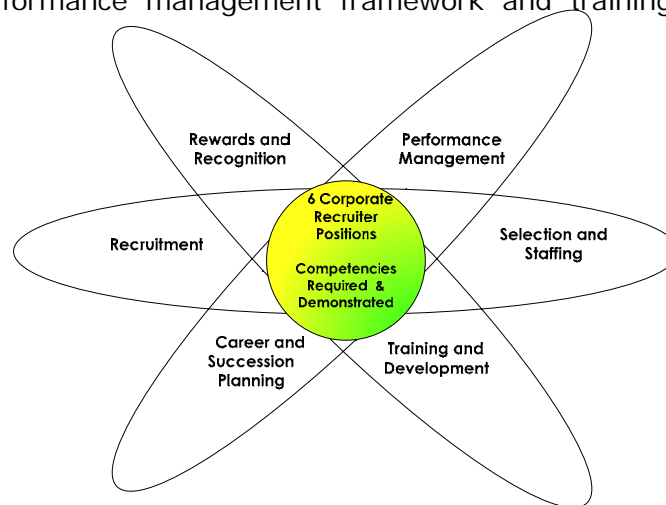 formance management framework and training
Rewards and
Recognition
Performance
Management
6 Corporate
Recruiter
Positions
Recruitment
Selection and
Staffing
Competencies
Required &
Demonstrated
Career and
Succession
Planning
Training and
Development